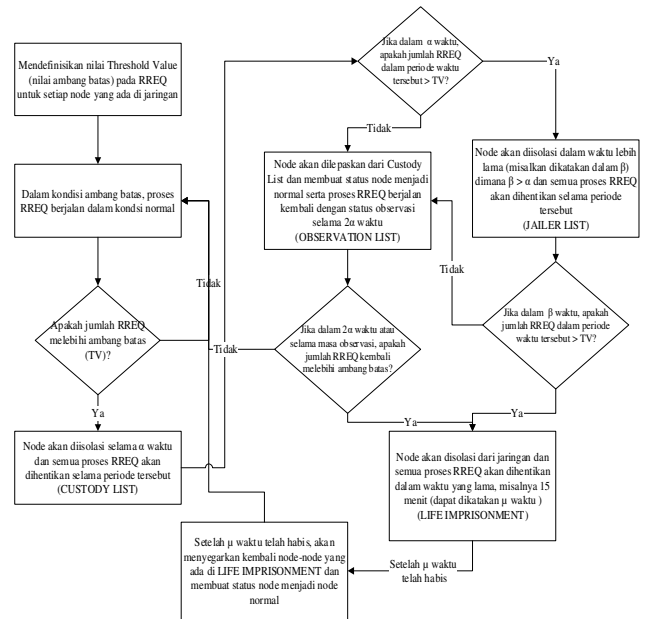 Mendefinisikan nilai Threshold Value
(nilai ambang batas) pada RREQ
untuk setiap node yang ada di jaringan
Dalam kondisi ambang batas, proses
RREQ berjalan dalam kondsi normal
Apakah jumlah RREQ
melebihi ambang batas
(TV)?
Tidak
Ya
Node akan diisolasi selama α waktu
dan semua proses RREQ akan
dihentikan selama periode tersebut
(CUSTODY LIST)
Jika dalam α waktu,
apakah jumlah RREQ
dalam periode waktu
tersebut > TV?
Tidak
Ya
Node akan dilepaskan dari Custody
List dan membuat status node menjadi
normal serta proses RREQ berjalan
kembali dengan status observasi
selama 2α waktu
(OBSERVATION LIST)
Node akan diisolasi dalam waktu lebih
lama (misalkan dikatakan dalam β)
dimana β > α dan semua proses RREQ
akan dihentikan selama periode
tersebut
(JAILER LIST)
Tidak
Jika dalam 2α waktu atau
selama masa observasi, apakah
jumlah RREQ kembali
melebihi ambang batas?
Tidak
Ya
Jika dalam β waktu, apakah
jumlah RREQ dalam periode
waktu tersebut > TV?
Ya
Node akan disolasi dari jaringan dan
semua proses RREQ akan dihentikan
dalam waktu yang lama, misalnya 15
menit (dapat dikatakan μ waktu )
(LIFE IMPRISONMENT)
Setelah μ waktu
telah habis
Setelah μ waktu telah habis, akan
menyegarkan kembali node-node yang
ada di LIFE IMPRISONMENT dan
membuat status node menjadi node
normal